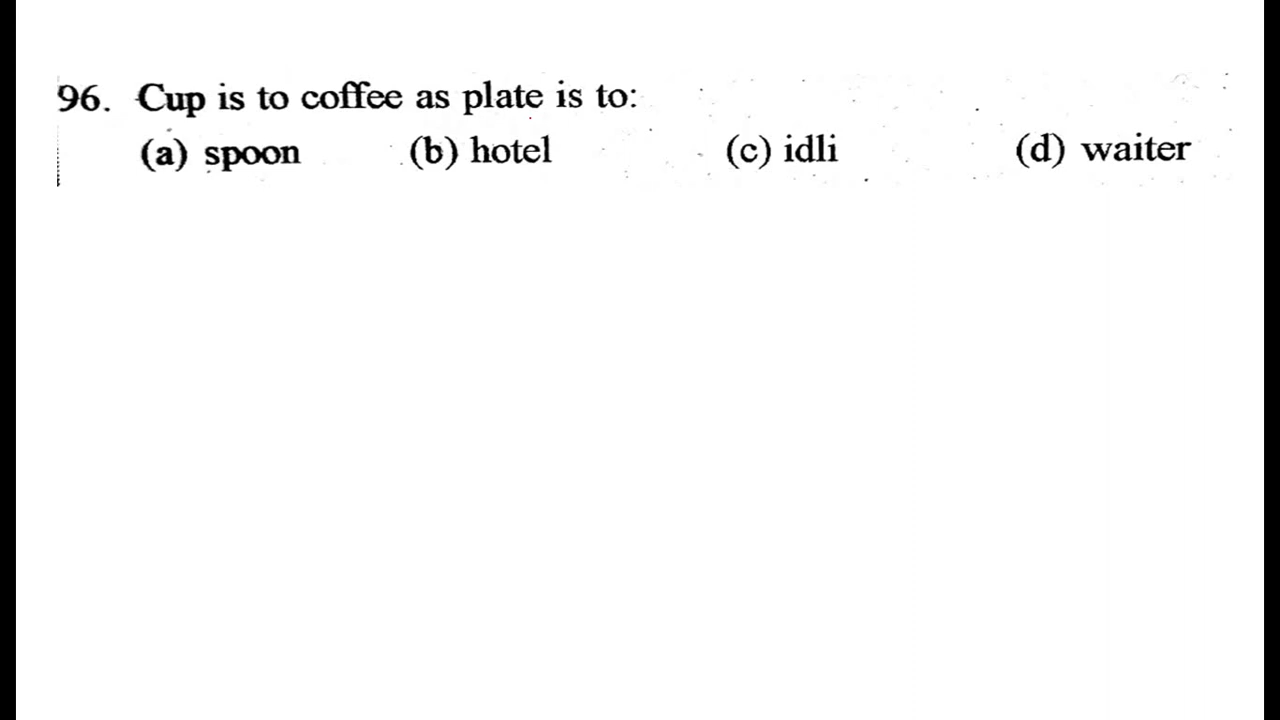 96. Cup is to coffee as plate is to:
(a) spoon (b) hotel (c) idli (d) waiter